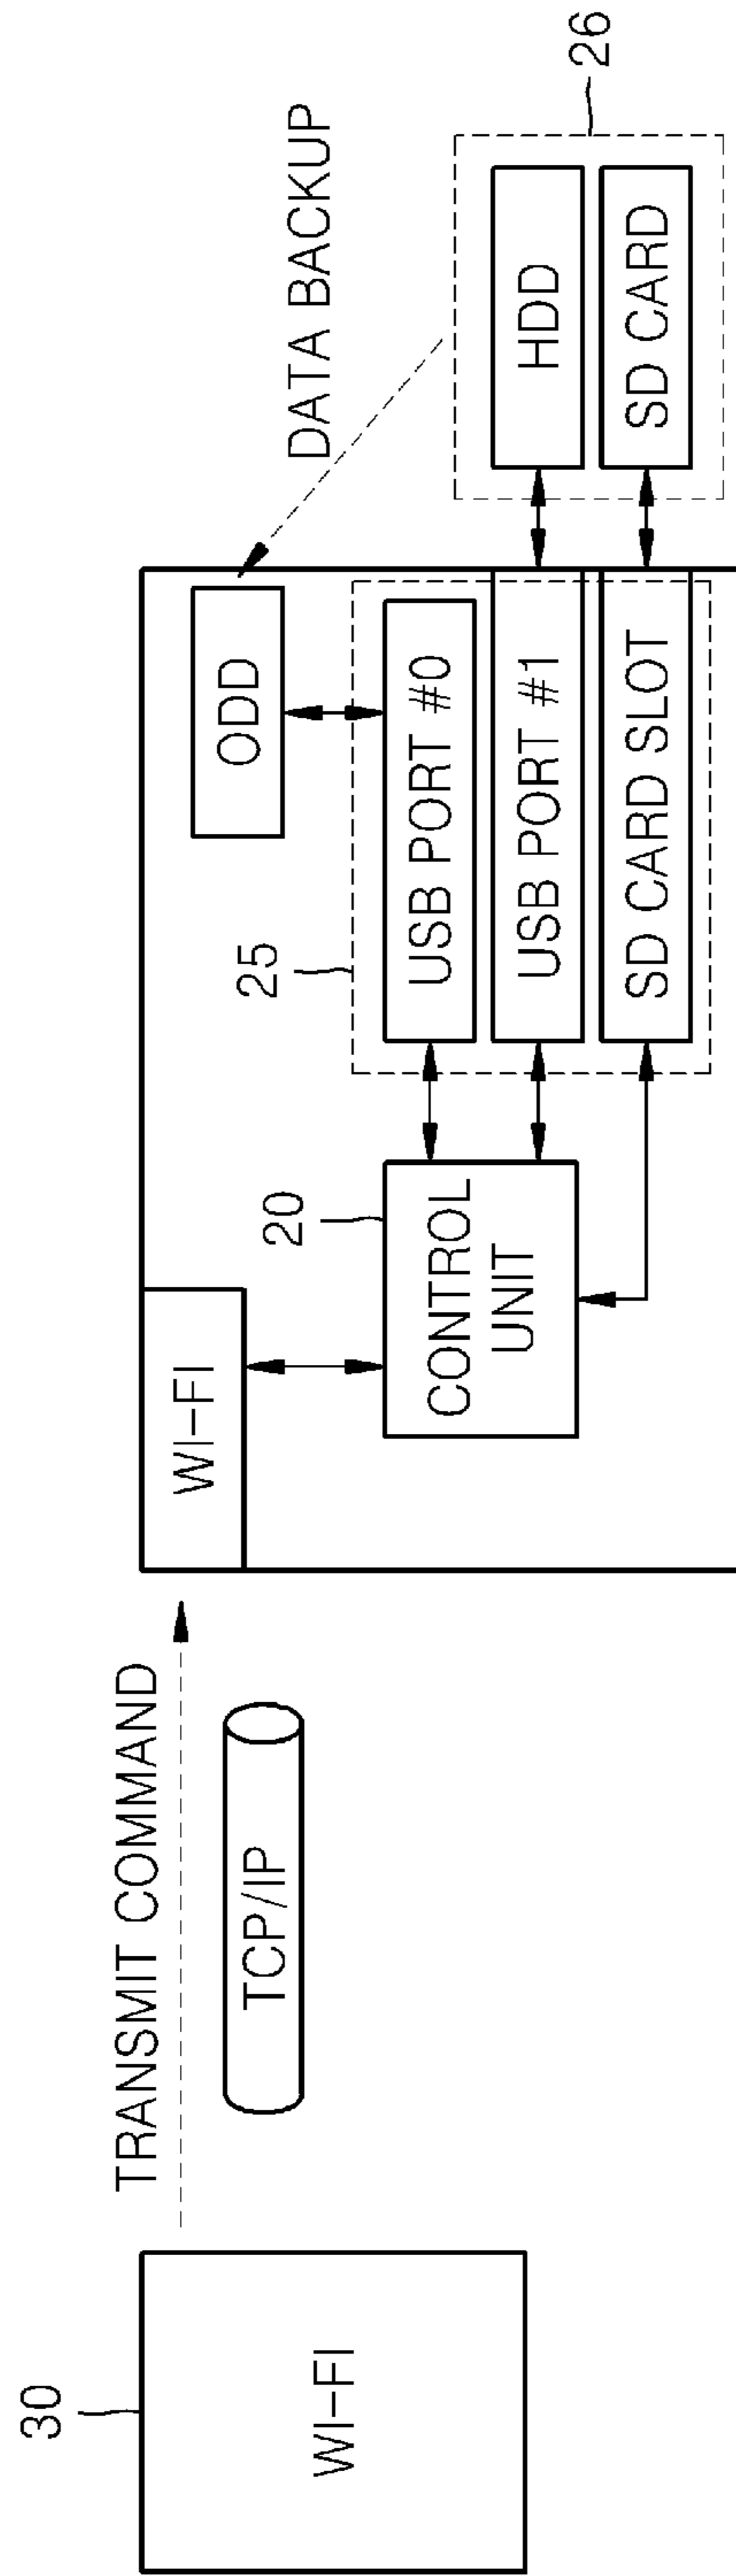 30
WI-FI
TRANSMIT COMMAND
TCP/IP
WI-FI
20
CONTROL
UNIT
25
ODD
USB PORT #0
USB PORT #1
SD CARD SLOT
DATA BACKUP
HDD
SD CARD
26